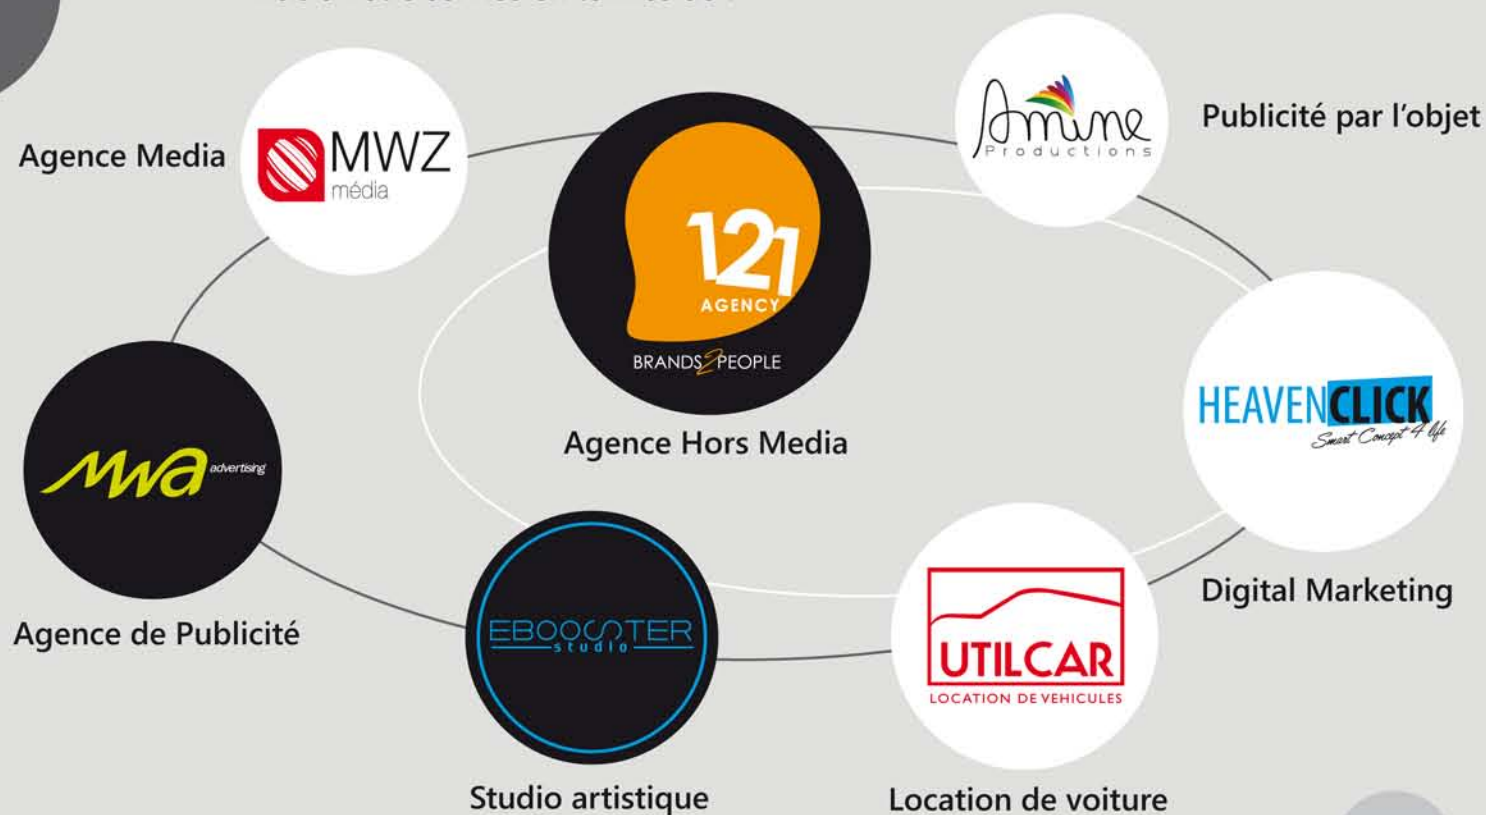 Agence Media
MWZ
média
121
AGENCY
BRANDS2PEOPLE
Agence Hors Media
Amine
Productions
Publicité par l'objet
HEAVENCLICK
Smart Concept 4 life
Digital Marketing
mwa advertising
Agence de Publicité
EBOOSTER
studio
Studio artistique
UTILCAR
LOCATION DE VEHICULES
Location de voiture